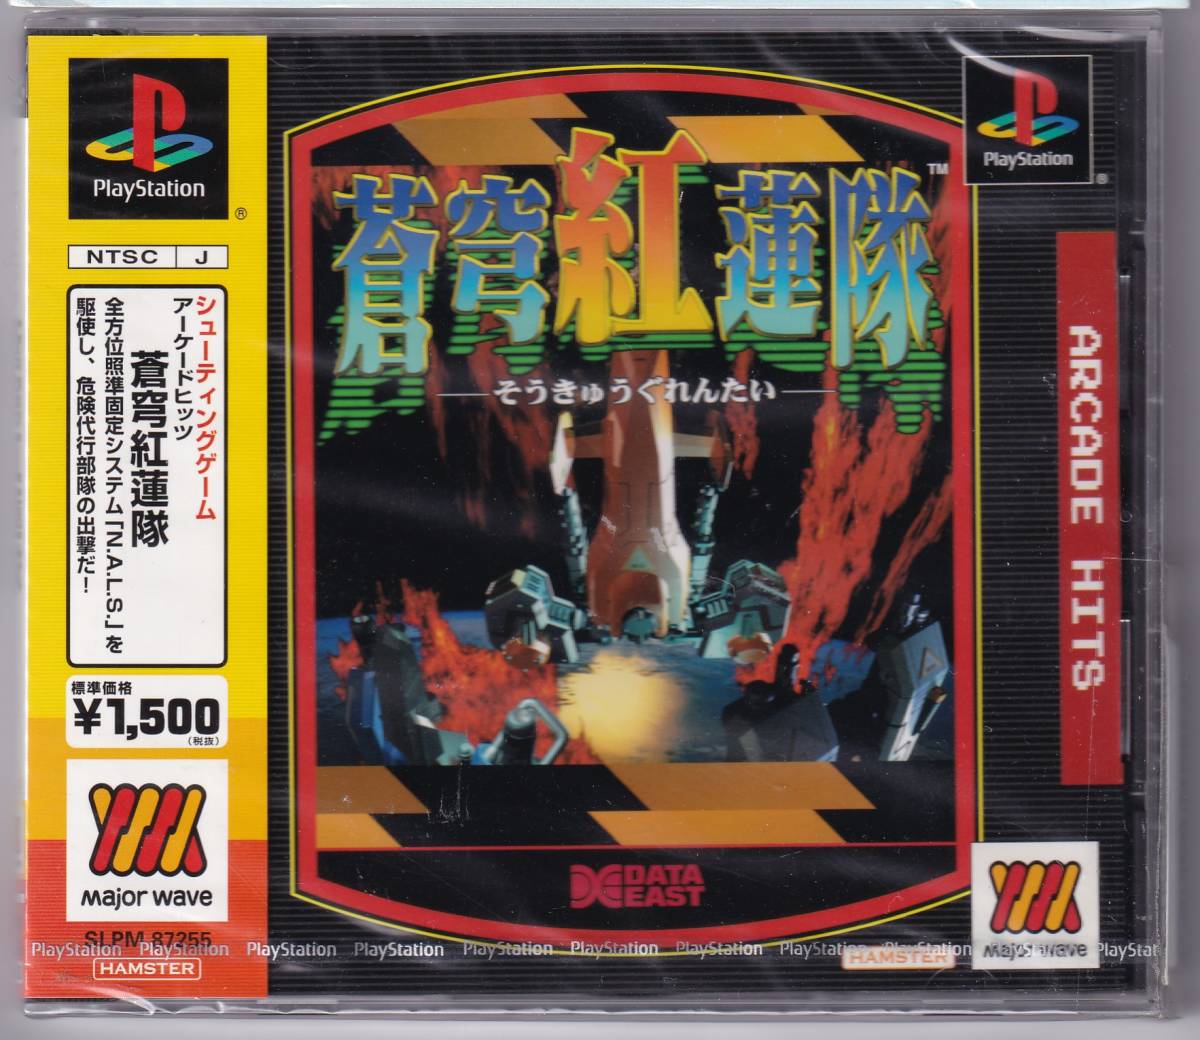 PlayStation
®
NTSC J
シューティングゲーム
アーケードヒッツ
蒼穹紅蓮隊
全方位照準固定システム「N.A.L.S.」を
駆使し、危険代行部隊の出撃だ！
標準価格
¥1,500
(税抜)
major wave
SLPM 87255
HAMSTER
蒼穹紅蓮隊
TM
そうきゅうぐれんたい
DATA
EAST
PlayStation
®
ARCADE HITS
major wave
HAMSTER
PlayStation PlayStation PlayStation PlayStation PlayStation PlayStation PlayStation PlayStation PlayStation PlayStation PlayStat